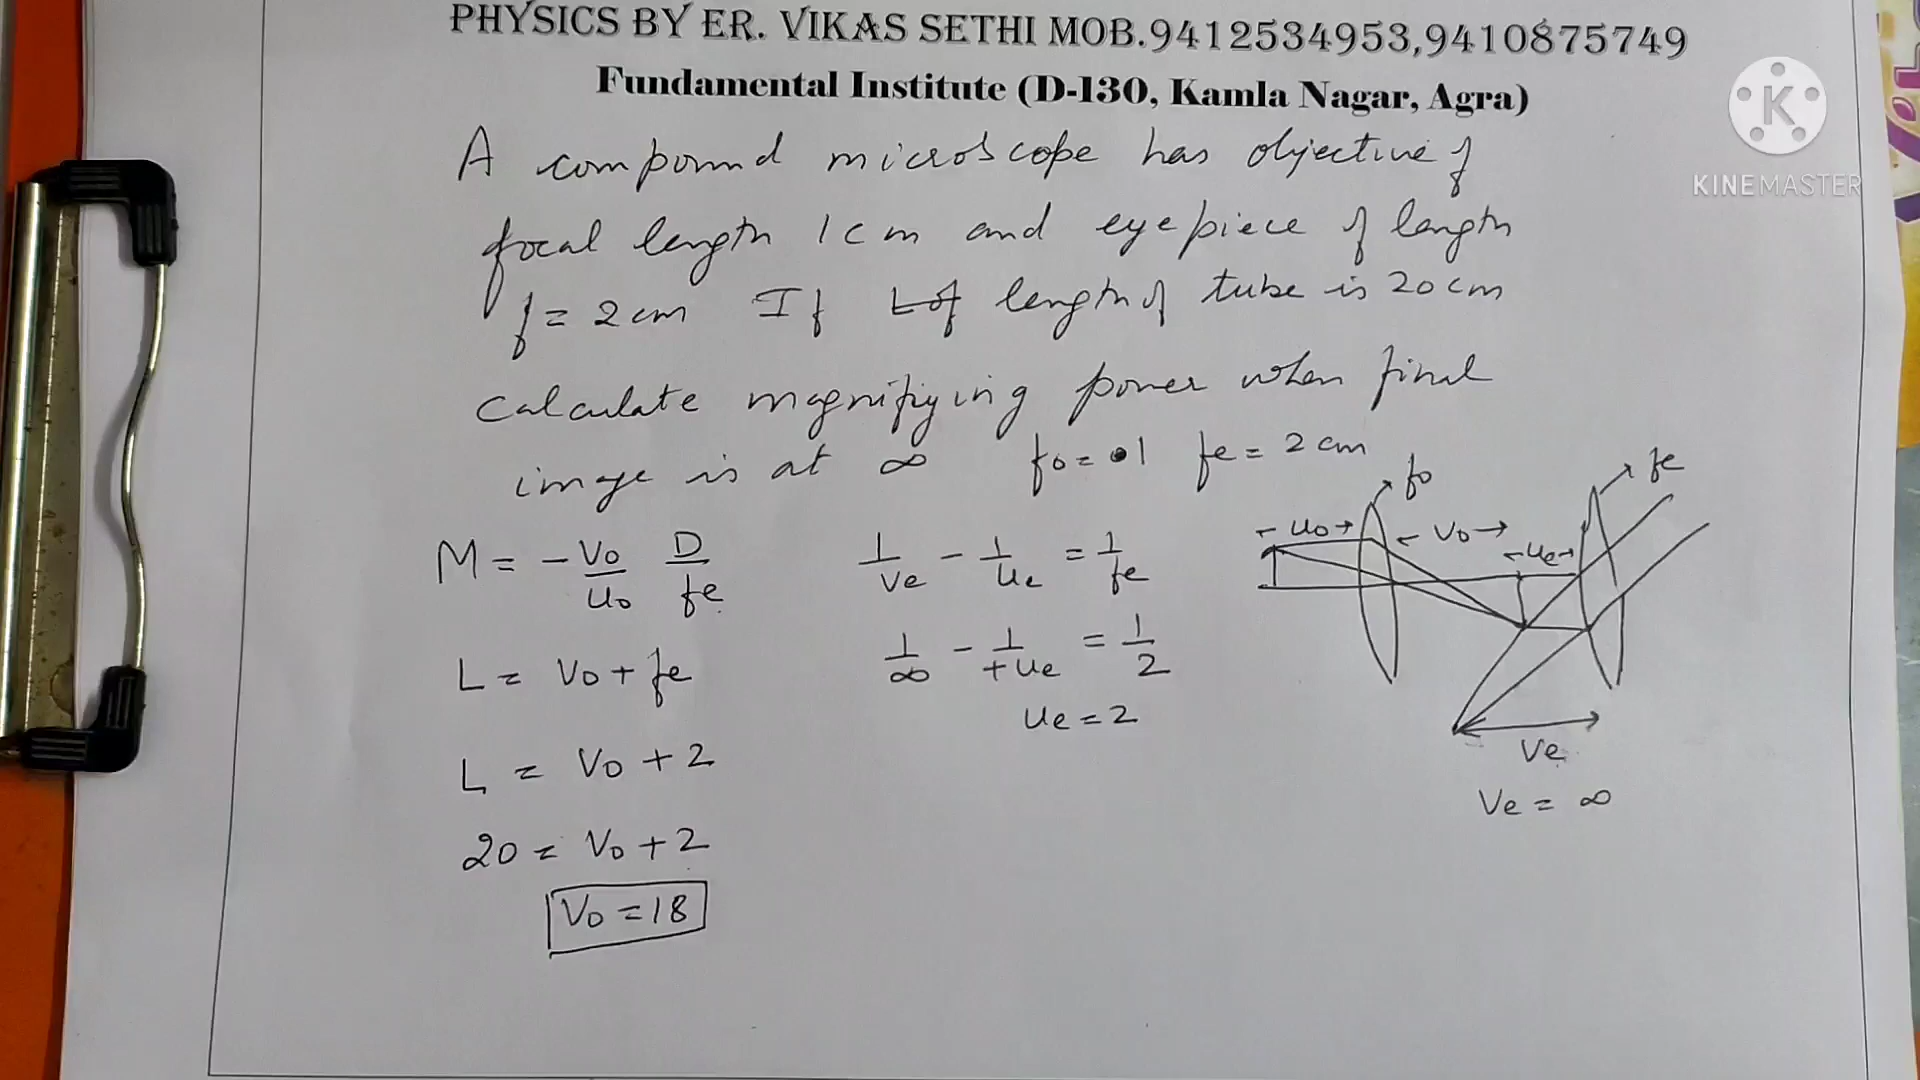 PHYSICS BY ER. VIKAS SETHI MOB.9412534953,9410875749
Fundamental Institute (D-130, Kamla Nagar, Agra)
K
KINEMASTER
A compound microscope has objective of
focal length 1cm and eyepiece of length
f = 2cm If length of tube is 20cm
Calculate magnifying power when final
image is at ∞ fo = 1 fe = 2cm
M = - Vo/uo D/fe
L = Vo + fe
L = Vo + 2
20 = Vo + 2
Vo = 18
1/Ve - 1/ue = 1/fe
1/∞ - 1/+ue = 1/2
ue = 2
fo
fe
uo
Vo
ue
Ve
Ve = ∞